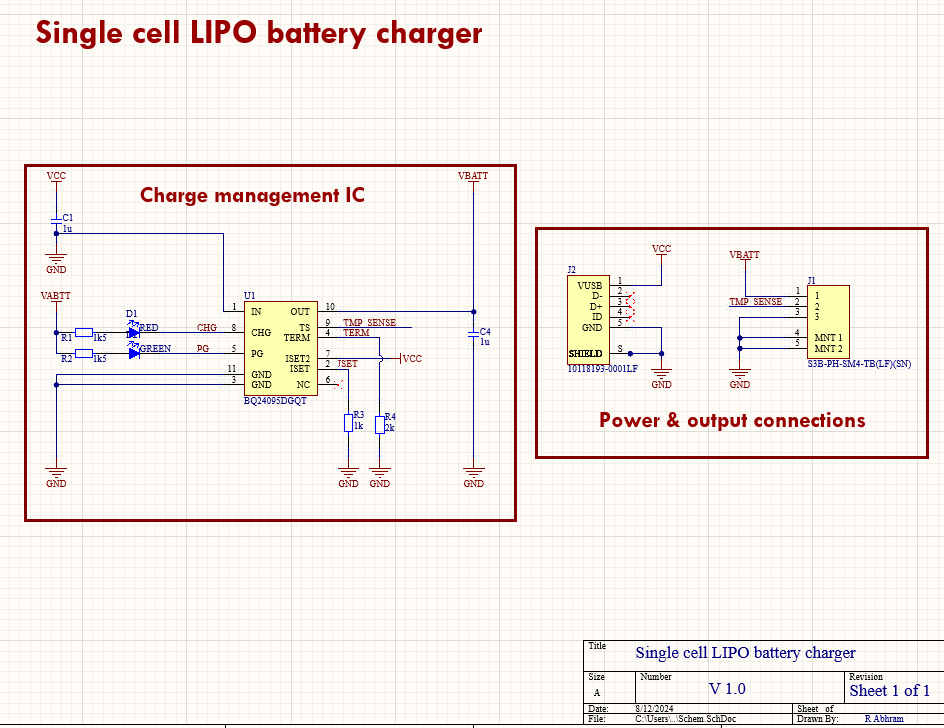 Single cell LIPO battery charger
Charge management IC
VCC
VBATT
C1
1u
GND
VABTT
U1
D1
RED
CHG
R1
1k5
GREEN
PG
R2
1k5
1 IN OUT 10
8 CHG TS 9 TMP_SENSE
TERM 4 TERM
5 PG ISET2 7 VCC
ISET 2 ISET
11 GND
3 GND NC 6
BQ24095DGQT
C4
1u
R3
1k
R4
2k
GND
GND
GND
GND
VCC
VBATT
J2
VUSB 1
D- 2
D+ 3
ID 4
GND 5
SHIELD S
10118193-0001LF
GND
J1
1 1
TMP_SENSE 2 2
3 3
4 MNT 1
5 MNT 2
S3B-PH-SM4-TB(LF)(SN)
GND
Power & output connections
Title
Single cell LIPO battery charger
Size
A
Number
V 1.0
Revision
Sheet 1 of 1
Date: 8/12/2024 Sheet of
File: C:\Users\..\Schem.SchDoc Drawn By: R.Abhram